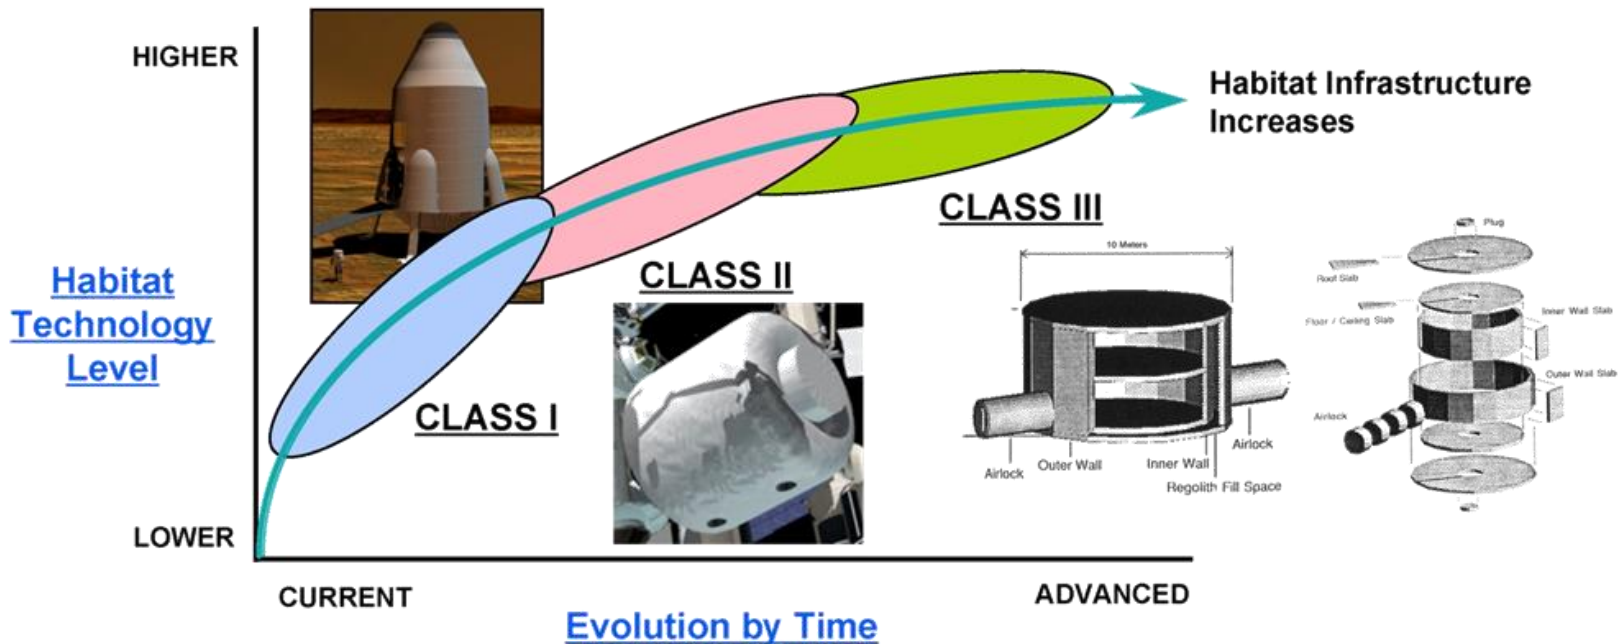 HIGHER
Habitat Infrastructure
Increases
CLASS III
Habitat
Technology
Level
CLASS II
CLASS I
10 Meters
Airlock
Outer Wall
Inner Wall
Airlock
Regolith Fill Space
Plug
Roof Slab
Inner Wall Slab
Floor / Ceiling Slab
Outer Wall Slab
Airlock
LOWER
CURRENT
ADVANCED
Evolution by Time